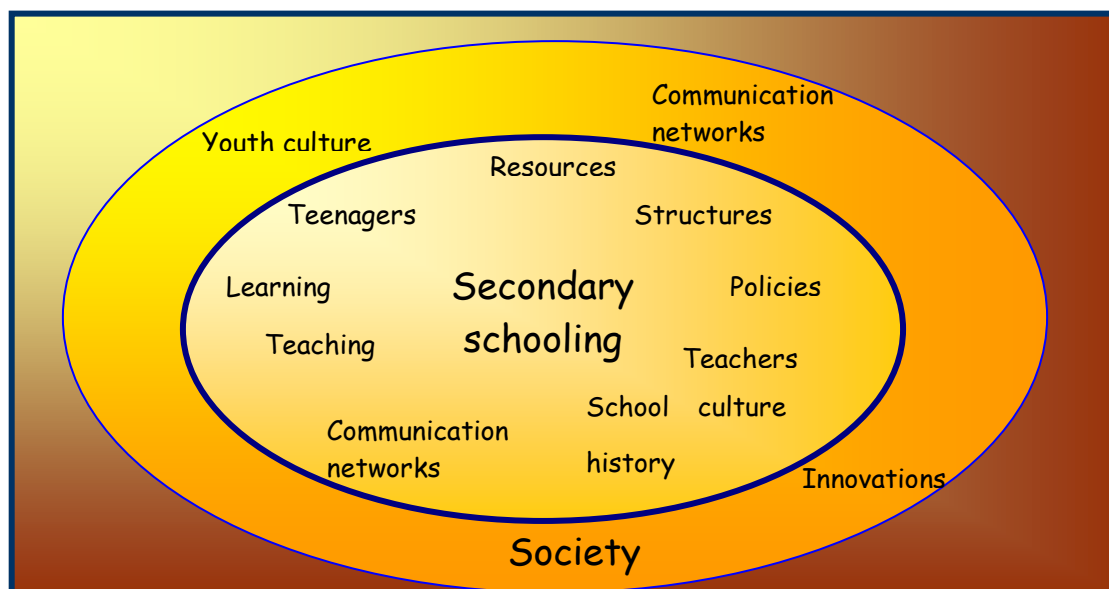 Communication
networks
Youth culture
Resources
Teenagers
Structures
Learning
Secondary
schooling
Policies
Teaching
Teachers
School culture
Communication
networks
history
Innovations
Society